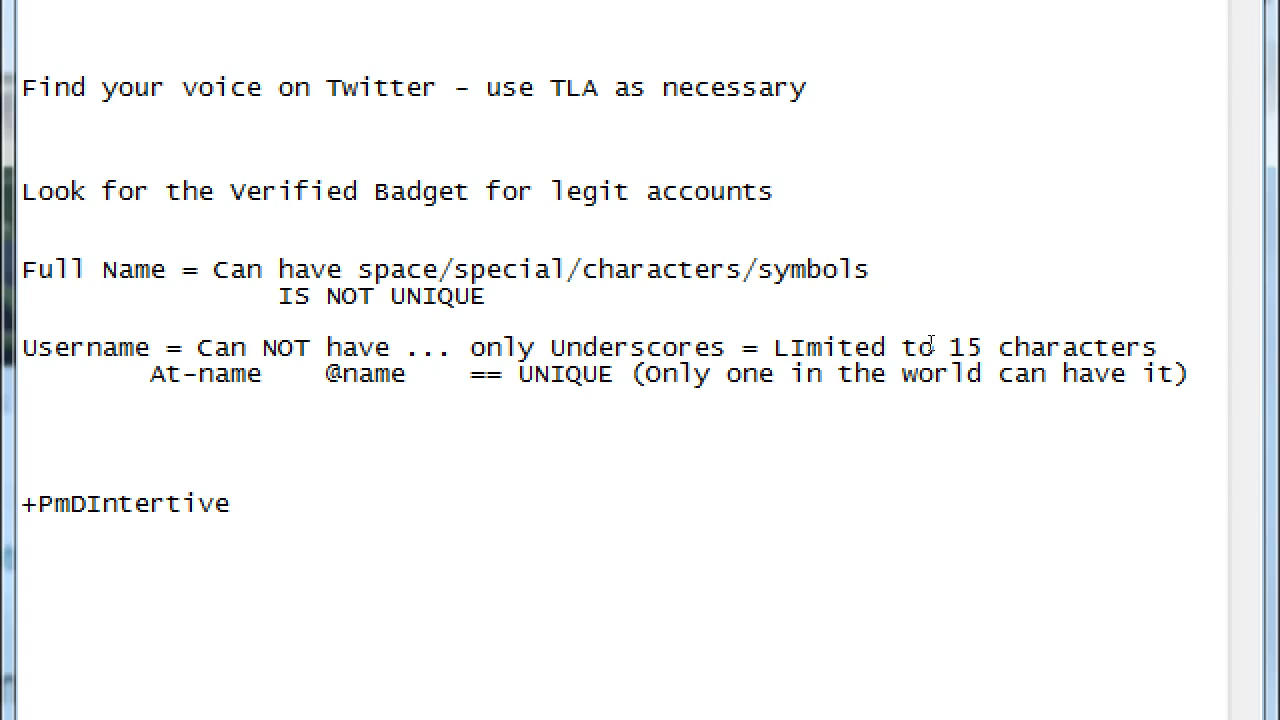 Find your voice on Twitter - use TLA as necessary
Look for the Verified Badget for legit accounts
Full Name = Can have space/special/characters/symbols
IS NOT UNIQUE
Username = Can NOT have ... only Underscores = LImited to 15 characters
At-name @name == UNIQUE (Only one in the world can have it)
+PmDIntertive